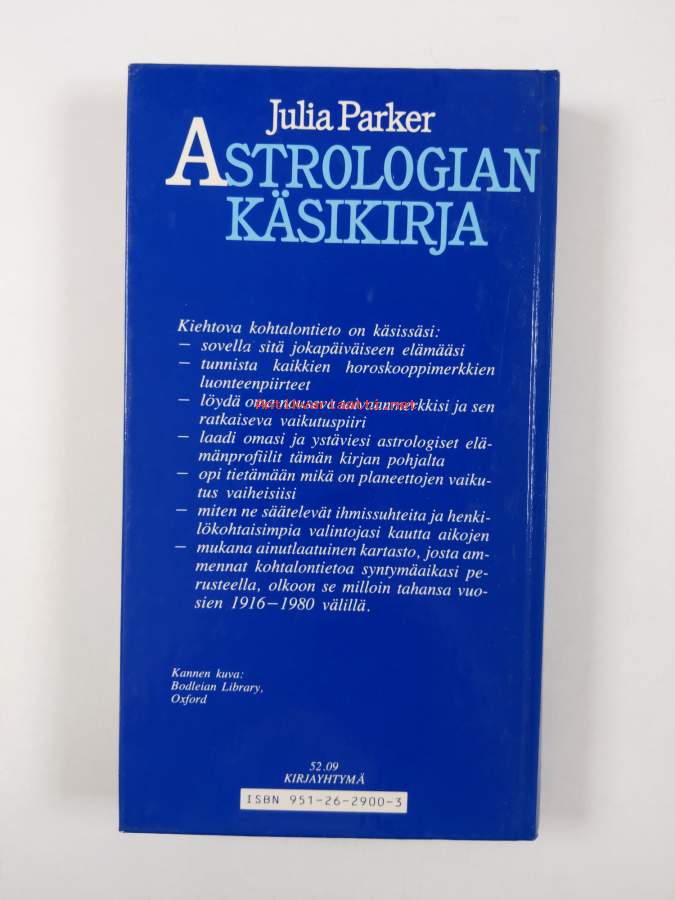 Julia Parker
ASTROLOGIAN
KÄSIKIRJA
Kiehtova kohtalontieto on käsissäsi:
— sovella sitä jokapäiväiseen elämääsi
— tunnista kaikkien horoskooppimerkkien
luonteenpiirteet
— löydä oma nouseva taivaanmerkkisi ja sen
ratkaiseva vaikutuspiiri
— laadi omasi ja ystäviesi astrologiset elä-
mänprofiilit tämän kirjan pohjalta
— opi tietämään mikä on planeettojen vaiku-
tus vaiheisiisi
— miten ne säätelevät ihmissuhteita ja henki-
lökohtaisimpia valintojasi kautta aikojen
— mukana ainutlaatuinen kartasto, josta am-
mennat kohtalontietoa syntymäaikasi pe-
rusteella, olkoon se milloin tahansa vuo-
sien 1916—1980 välillä.
Kannen kuva:
Bodleian Library,
Oxford
52.09
KIRJAYHTYMÄ
ISBN 951-26-2900-3